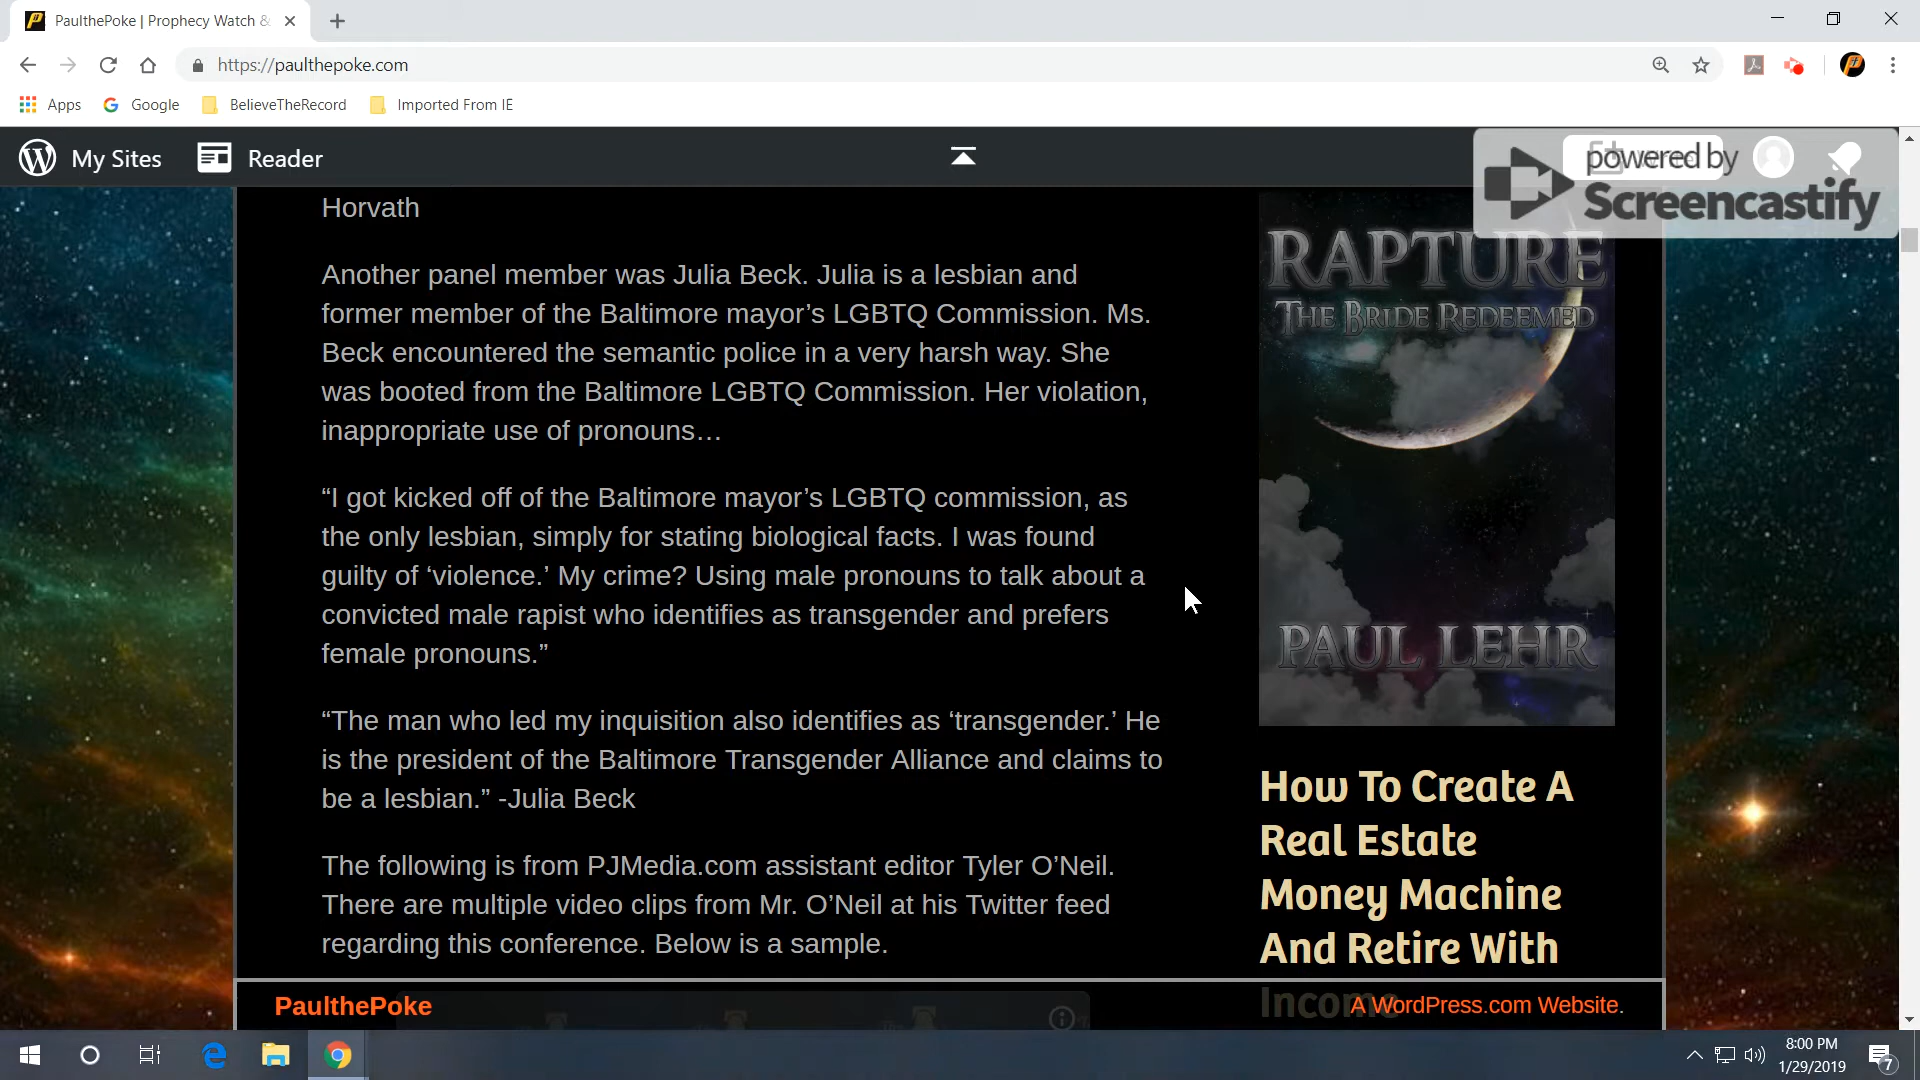 PaulthePoke | Prophecy Watch &
https://paulthepoke.com
Apps
Google
BelieveTheRecord
Imported From IE
My Sites
Reader
powered by
Screencastify
Horvath
Another panel member was Julia Beck. Julia is a lesbian and
former member of the Baltimore mayor’s LGBTQ Commission. Ms.
Beck encountered the semantic police in a very harsh way. She
was booted from the Baltimore LGBTQ Commission. Her violation,
inappropriate use of pronouns…
“I got kicked off of the Baltimore mayor’s LGBTQ commission, as
the only lesbian, simply for stating biological facts. I was found
guilty of ‘violence.’ My crime? Using male pronouns to talk about a
convicted male rapist who identifies as transgender and prefers
female pronouns.”
“The man who led my inquisition also identifies as ‘transgender.’ He
is the president of the Baltimore Transgender Alliance and claims to
be a lesbian.” -Julia Beck
The following is from PJMedia.com assistant editor Tyler O’Neil.
There are multiple video clips from Mr. O’Neil at his Twitter feed
regarding this conference. Below is a sample.
RAPTURE
THE BRIDE REDEEMED
PAUL LEHR
How To Create A
Real Estate
Money Machine
And Retire With
Income
PaulthePoke
A WordPress.com Website.
8:00 PM
1/29/2019
7